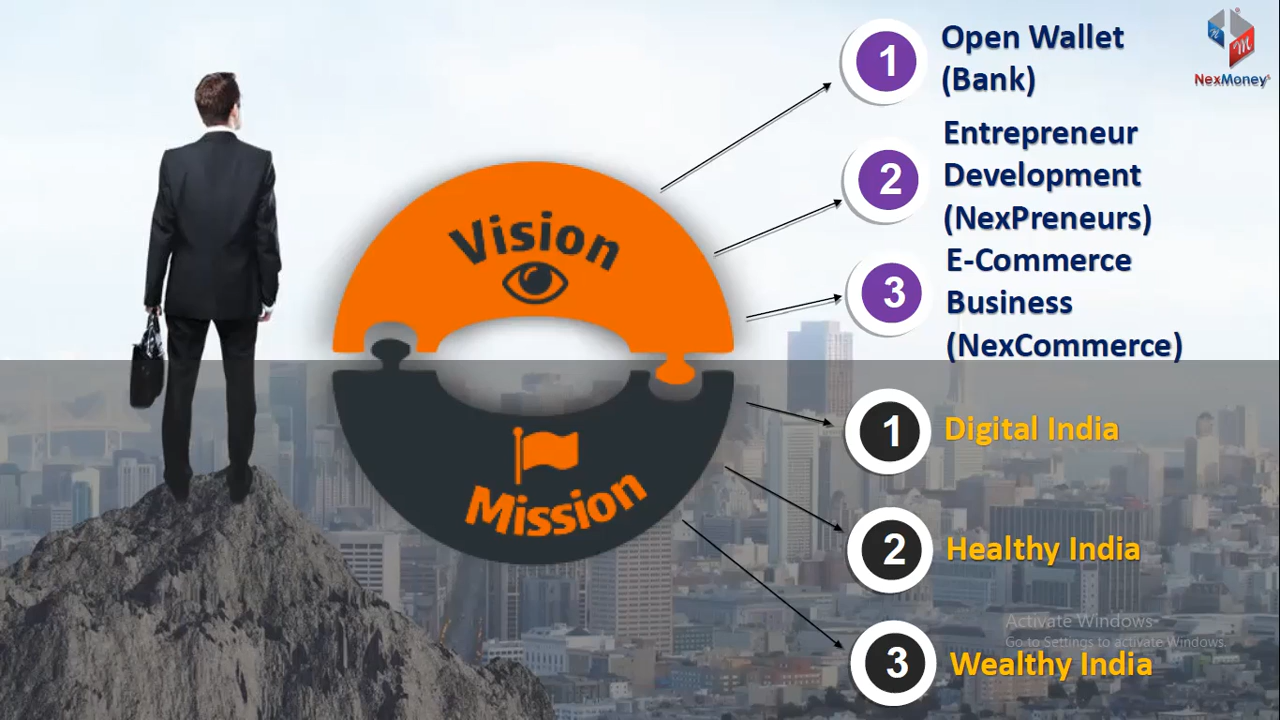 Vision
Mission
1
Open Wallet
(Bank)
2
Entrepreneur
Development
(NexPreneurs)
3
E-Commerce
Business
(NexCommerce)
1
Digital India
2
Healthy India
3
Wealthy India
n
m
NexMoney®
Activate Windows
Go to Settings to activate Windows.